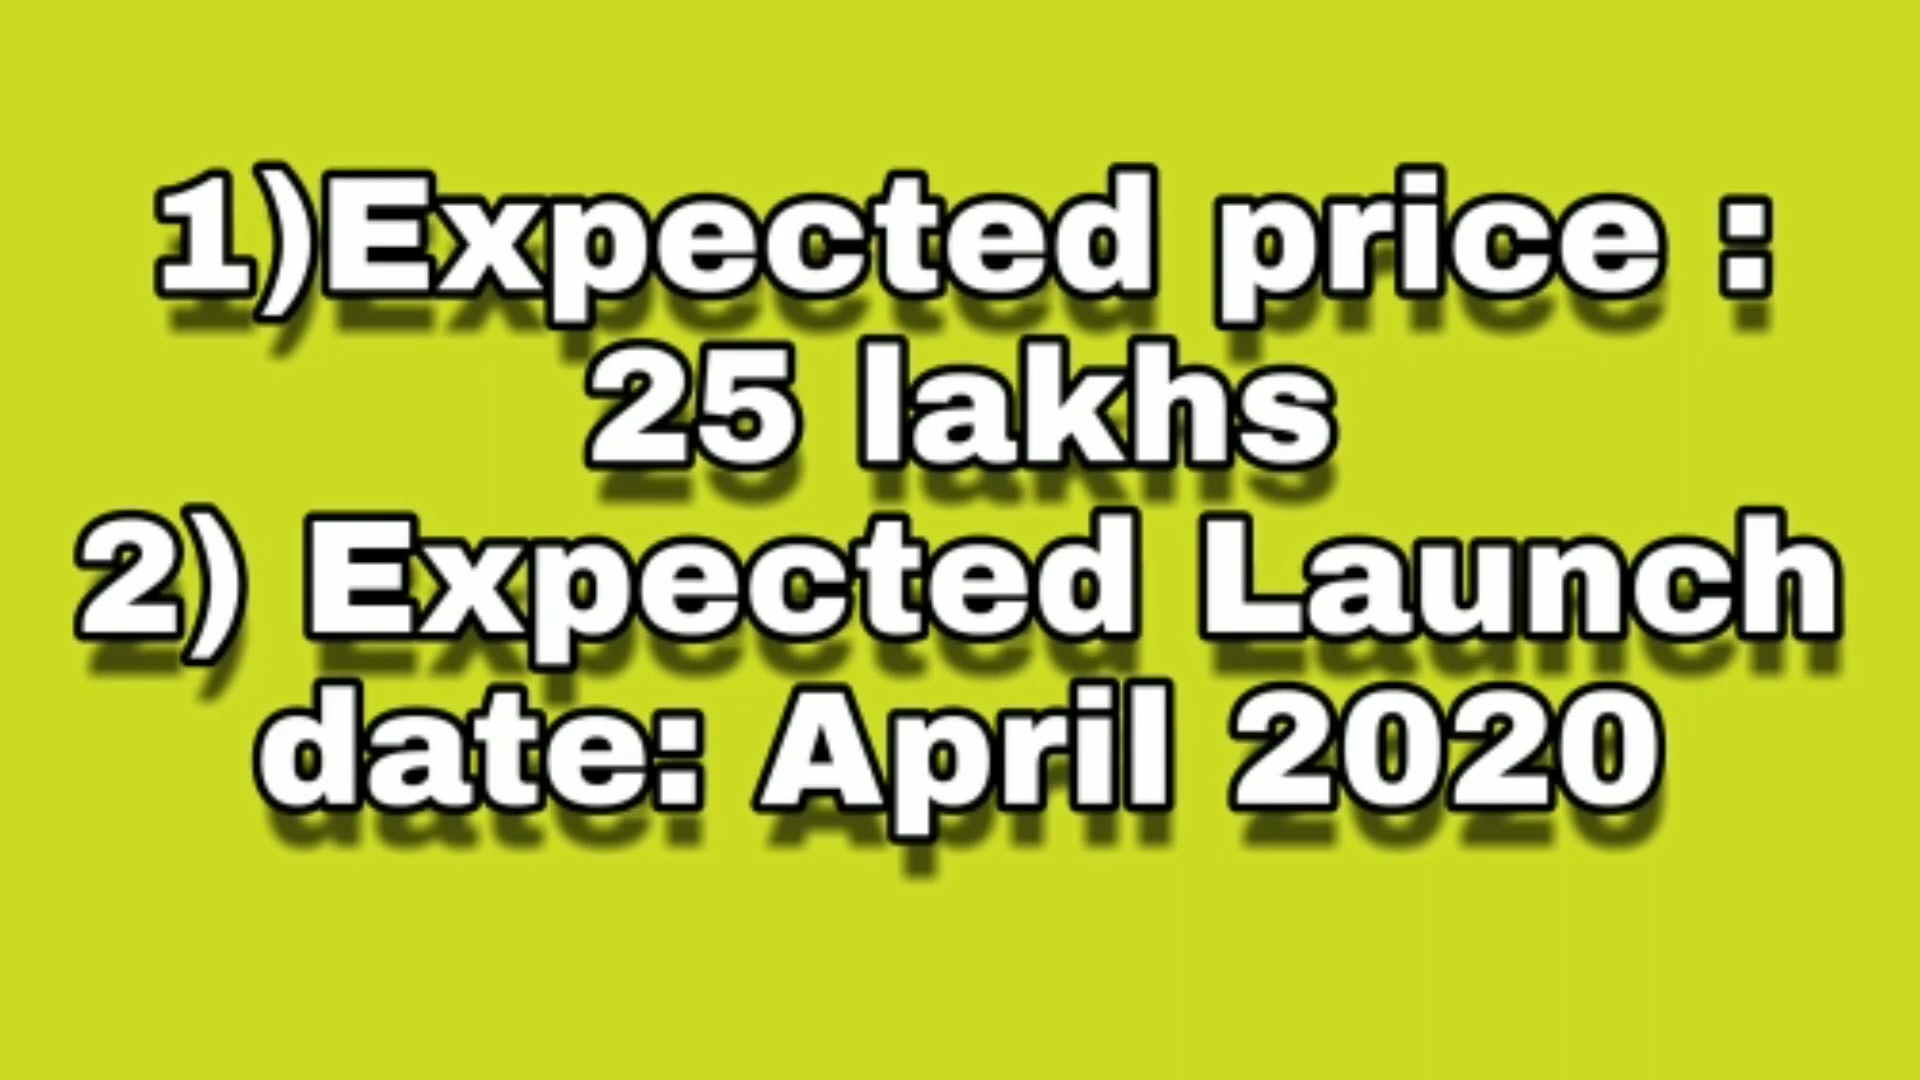 1)Expected price :
25 lakhs
2) Expected Launch
date: April 2020